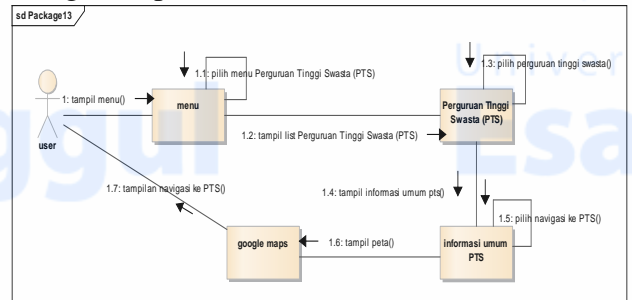 sd Package13
1.1: pilih menu Perguruan Tinggi Swasta (PTS)
1.3: pilih perguruan tinggi swasta()
1: tampil menu()
menu
Perguruan TInggi
Swasta (PTS)
user
1.2: tampil list Perguruan Tinggi Swasta (PTS)
1.7: tampilan navigasi ke PTS()
1.4: tampil informasi umum pts()
1.5: pilih navigasi ke PTS()
google maps
1.6: tampil peta()
informasi umum
PTS
Univer
ggul
Esa